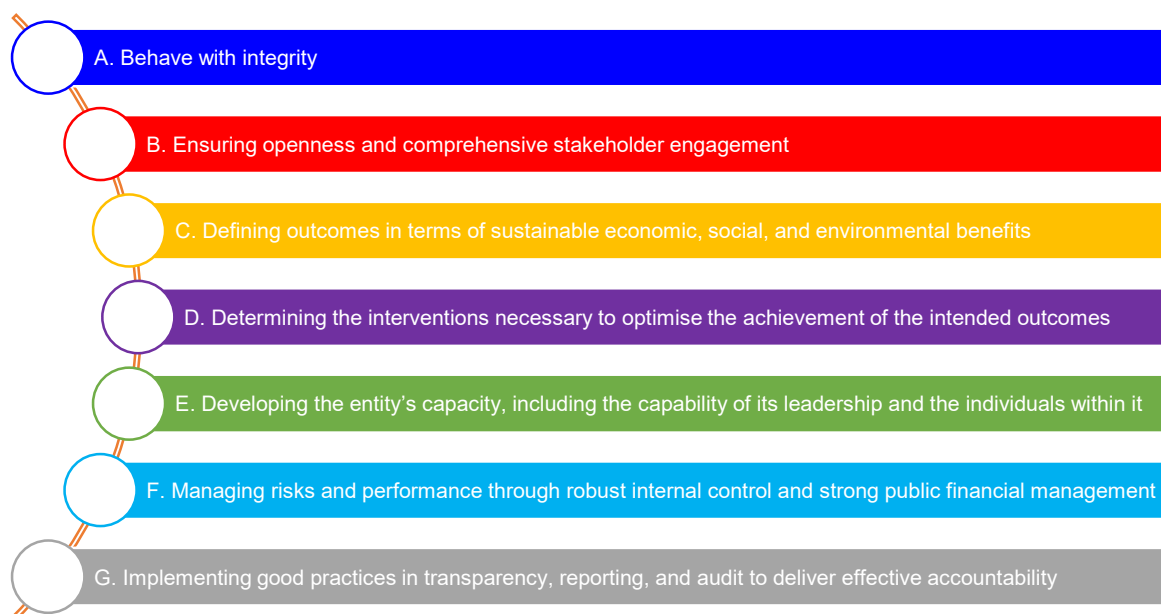 A. Behave with integrity
B. Ensuring openness and comprehensive stakeholder engagement
C. Defining outcomes in terms of sustainable economic, social, and environmental benefits
D. Determining the interventions necessary to optimise the achievement of the intended outcomes
E. Developing the entity’s capacity, including the capability of its leadership and the individuals within it
F. Managing risks and performance through robust internal control and strong public financial management
G. Implementing good practices in transparency, reporting, and audit to deliver effective accountability